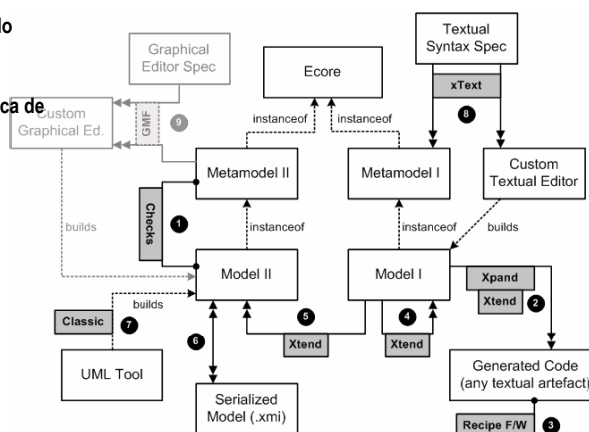 lo
ca de
Graphical
Editor Spec
Ecore
Textual
Syntax Spec
xText
8
Custom
Graphical Ed.
GMF
9
instanceof
instanceof
Metamodel II
Metamodel I
Custom
Textual Editor
Checks
1
builds
instanceof
instanceof
builds
Model II
Model I
Xpand
Xtend
2
builds
Classic
7
5
Xtend
4
Xtend
6
UML Tool
Serialized
Model (.xmi)
Generated Code
(any textual artefact)
Recipe F/W
3